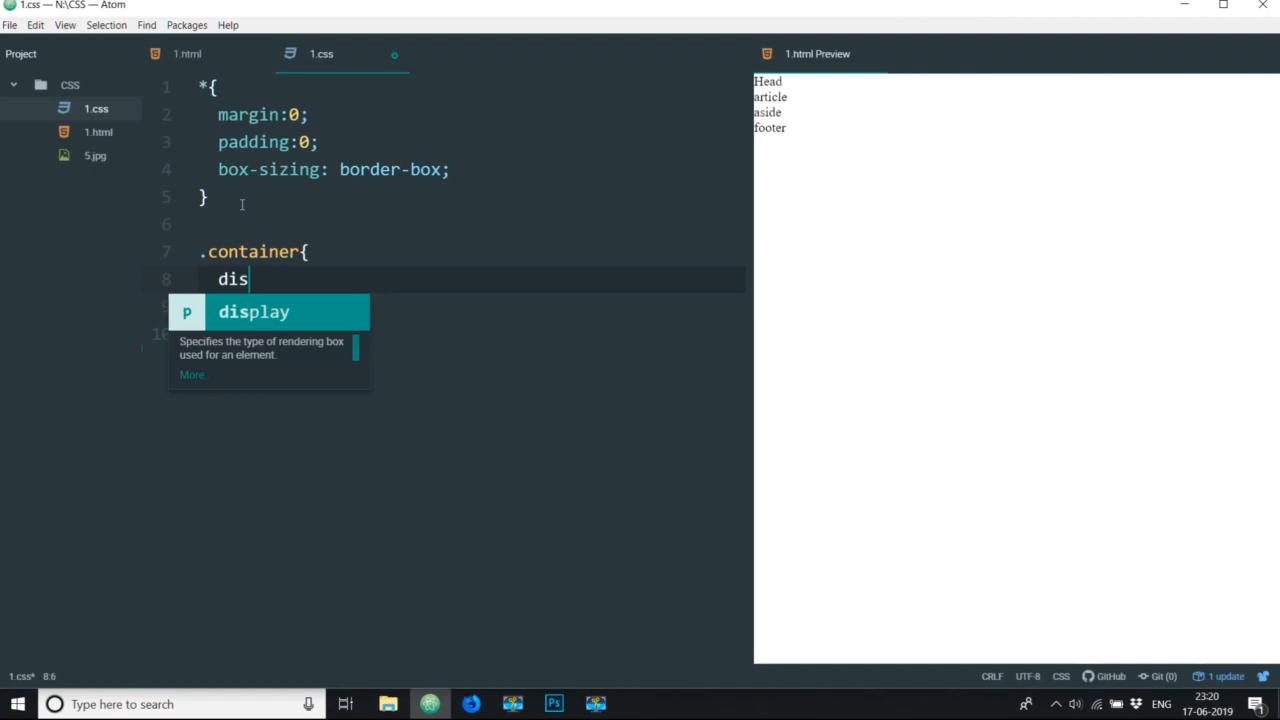 1.css — N:\CSS — Atom
File Edit View Selection Find Packages Help
Project
1.html
1.css
1.html Preview
CSS
1.css
1.html
5.jpg
1 *{
2 margin:0;
3 padding:0;
4 box-sizing: border-box;
5 }
6
7 .container{
8 dis
p display
Specifies the type of rendering box
used for an element.
More..
Head
article
aside
footer
1.css* 8:6
CRLF UTF-8 CSS GitHub Git (0) 1 update
Type here to search
Ps
ENG
23:20
17-06-2019
1